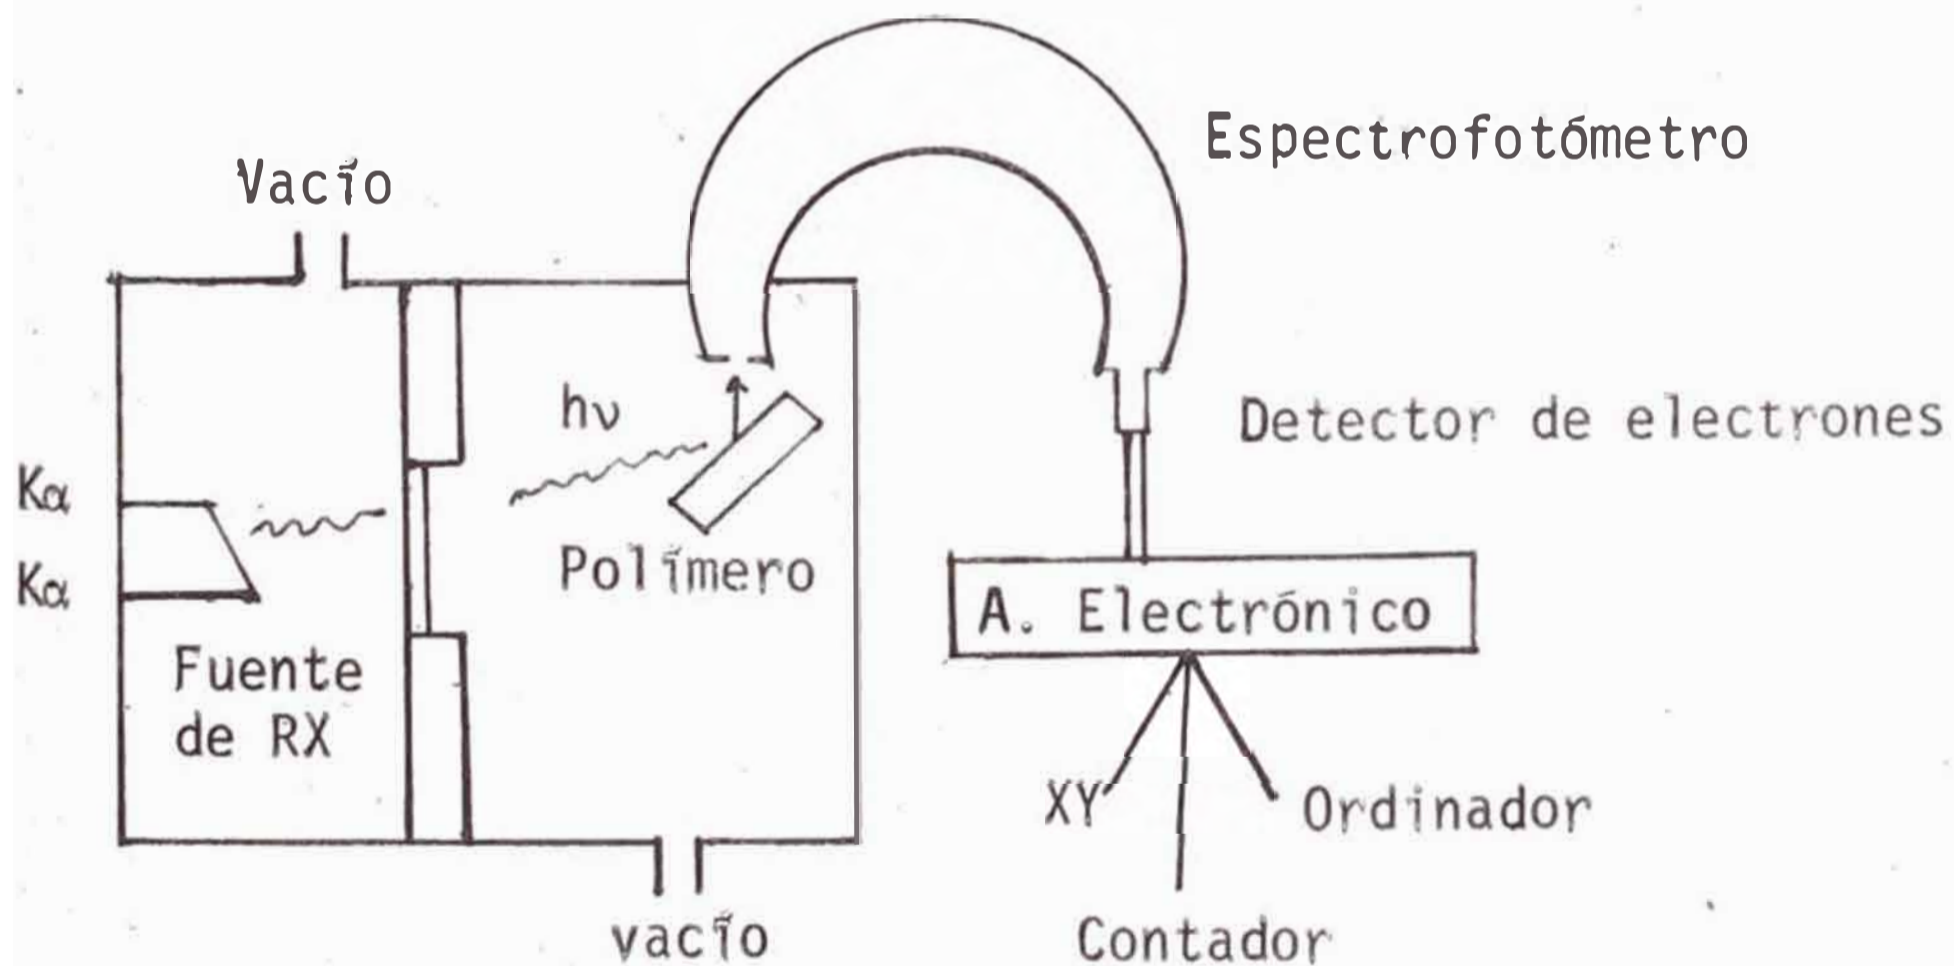 Espectrofotómetro
Vacío
hν
Detector de electrones
Kα
Kα
Polímero
A. Electrónico
Fuente
de RX
XY
Ordinador
Contador
vacío